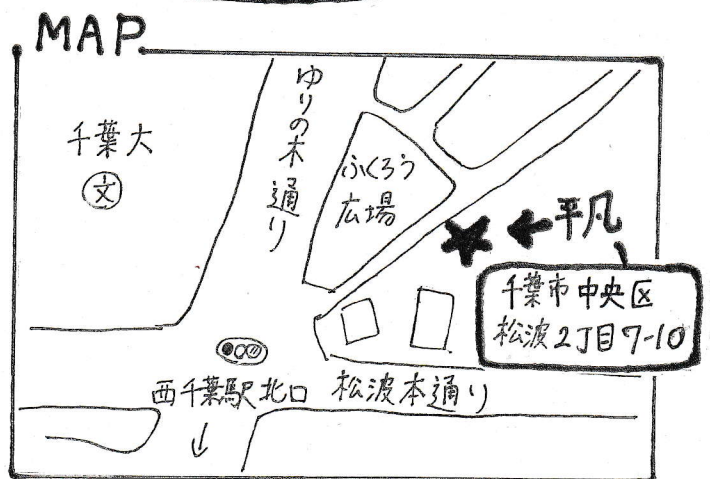 MAP
千葉大
文
ゆりの木通り
ふくろう
広場
平凡
千葉市中央区
松波2丁目7-10
西千葉駅北口
松波本通り